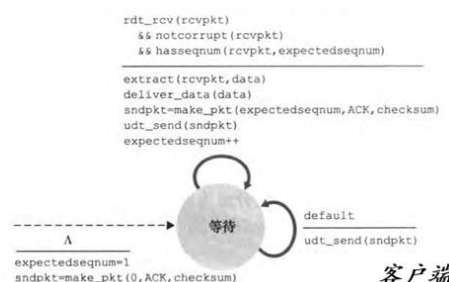 rdt_rcv(rcvpkt)
&& notcorrupt(rcvpkt)
&& hasseqnum(rcvpkt,expectedseqnum)
extract(rcvpkt,data)
deliver_data(data)
sndpkt=make_pkt(expectedseqnum,ACK,checksum)
udt_send(sndpkt)
expectedseqnum++
等待
default
udt_send(sndpkt)
Λ
expectedseqnum=1
sndpkt=make_pkt(0,ACK,checksum)
客户端